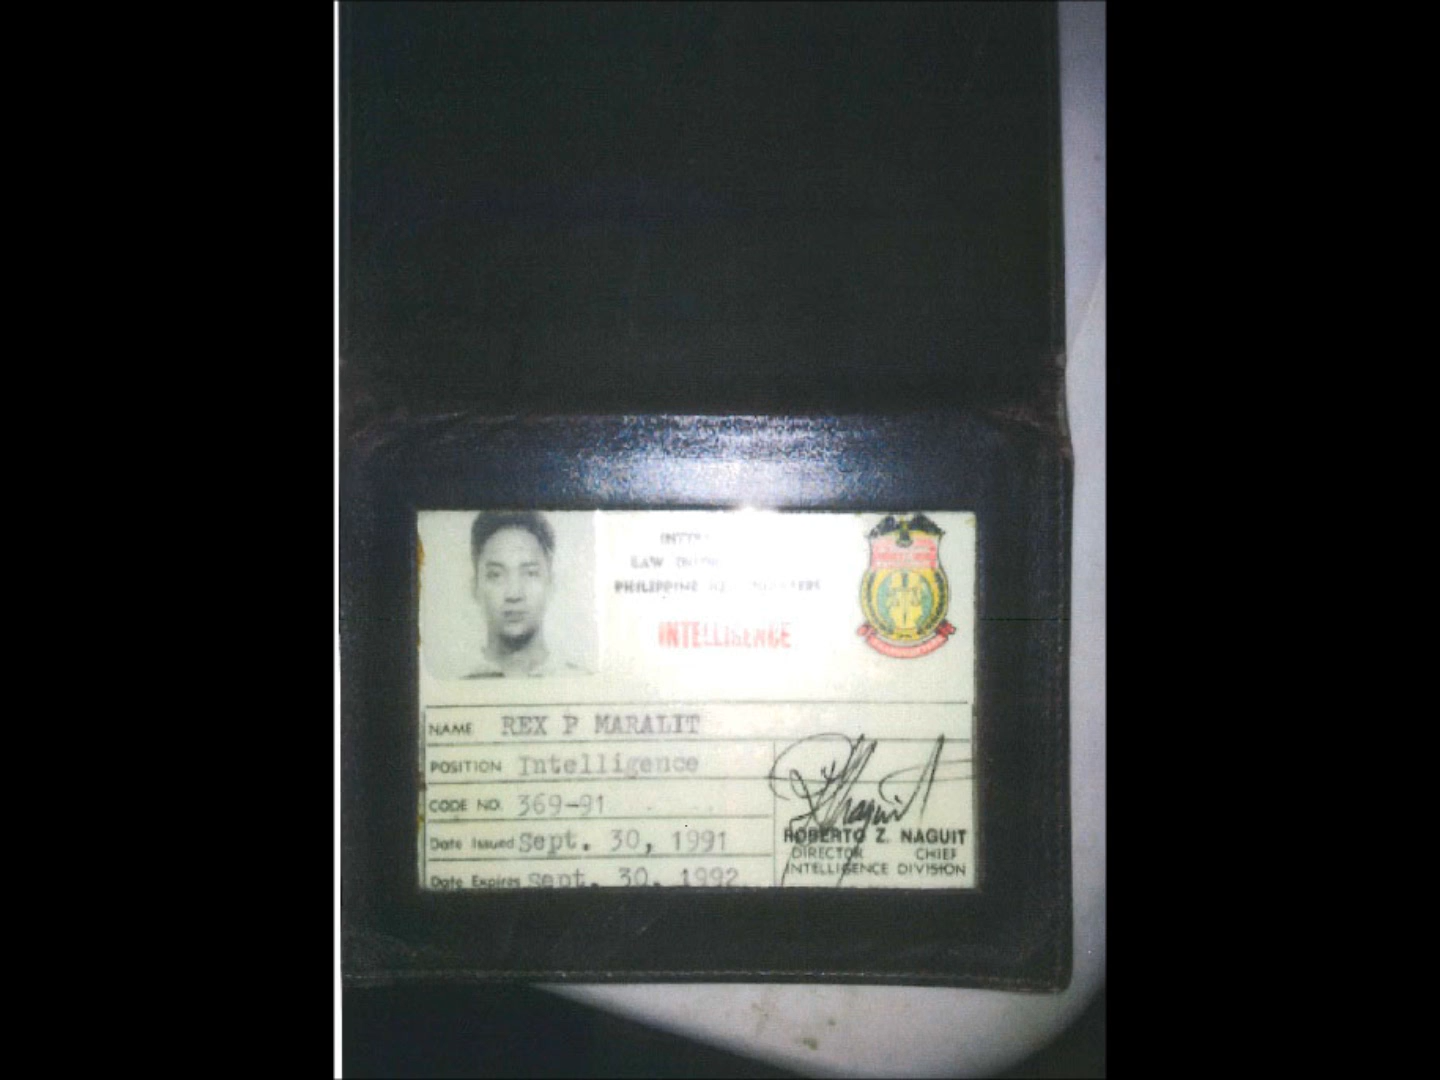 LAW
PHILIPPINE
INTELLIGENCE
NAME REX P MARALIT
POSITION Intelligence
CODE NO. 369-91
Date Issued Sept. 30, 1991
Date Expires Sept. 30, 1992
ROBERTO Z. NAGUIT
DIRECTOR CHIEF
INTELLIGENCE DIVISION